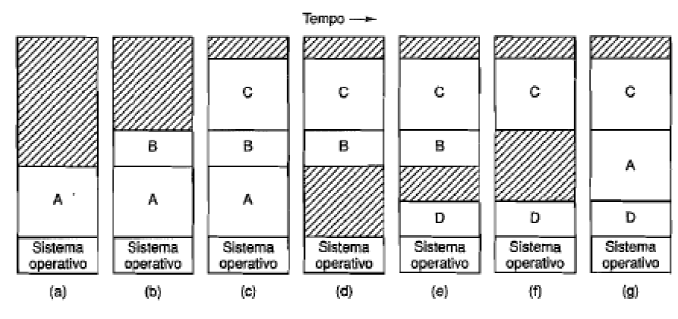 Tempo →
C C C C C
B B B B
A
A A A
D D D
Sistema operativo Sistema operativo Sistema operativo Sistema operativo Sistema operativo Sistema operativo Sistema operativo
(a) (b) (c) (d) (e) (f) (g)